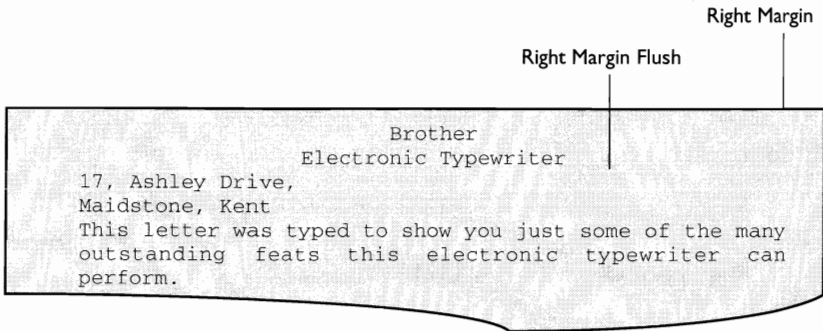 Right Margin
Right Margin Flush
Brother
Electronic Typewriter
17, Ashley Drive,
Maidstone, Kent
This letter was typed to show you just some of the many
outstanding feats this electronic typewriter can
perform.